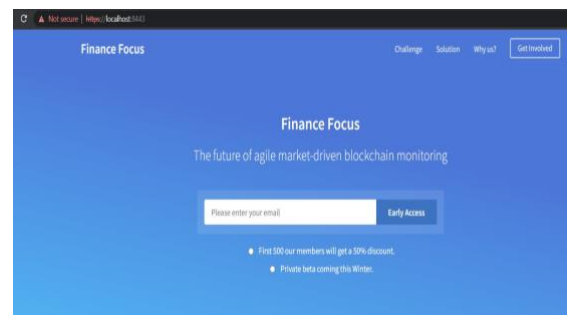 Not secure | https://localhost:8443
Finance Focus
Challenge Solution Why us? Get Involved
Finance Focus
The future of agile market-driven blockchain monitoring
Please enter your email Early Access
First 500 our members will get a 50% discount.
Private beta coming this Winter.